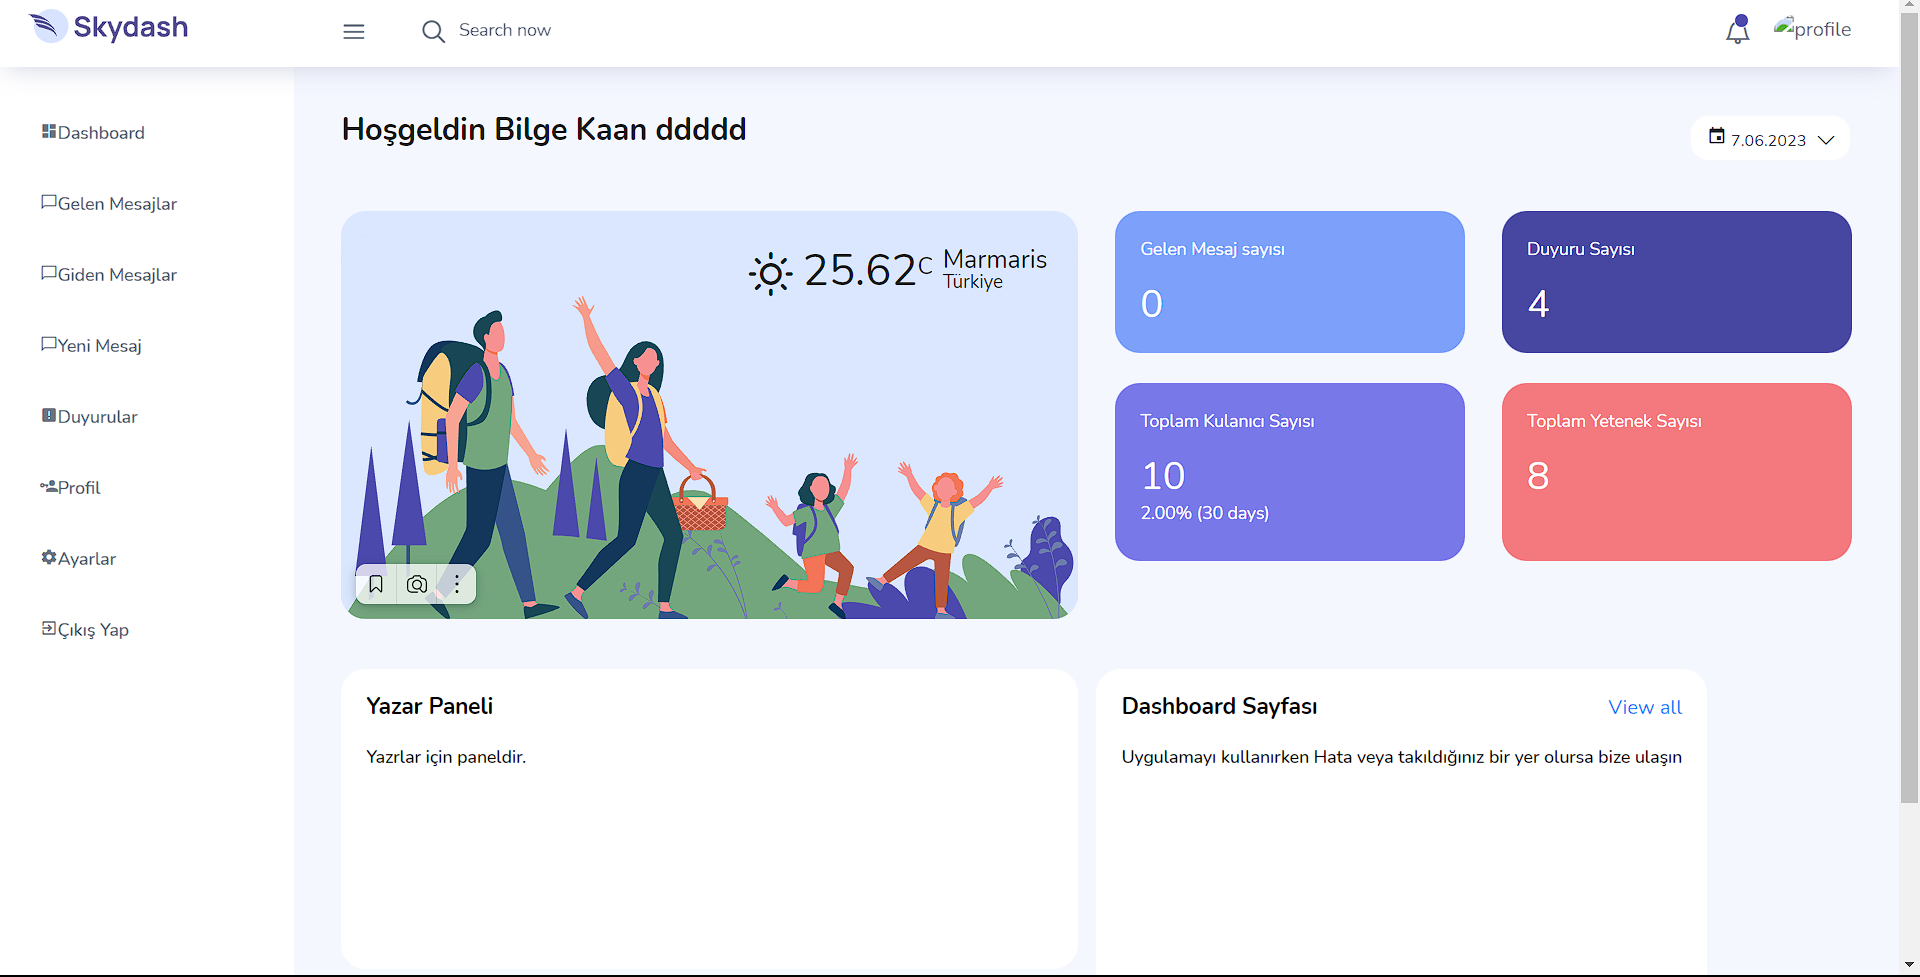 Skydash
Search now
profile
Dashboard
Gelen Mesajlar
Giden Mesajlar
Yeni Mesaj
Duyurular
Profil
Ayarlar
Çıkış Yap
Hoşgeldin Bilge Kaan ddddd
7.06.2023
25.62C
Marmaris
Türkiye
Gelen Mesaj sayısı
0
Duyuru Sayısı
4
Toplam Kulanıcı Sayısı
10
2.00% (30 days)
Toplam Yetenek Sayısı
8
Yazar Paneli
Yazrlar için paneldir.
Dashboard Sayfası
View all
Uygulamayı kullanırken Hata veya takıldığınız bir yer olursa bize ulaşın